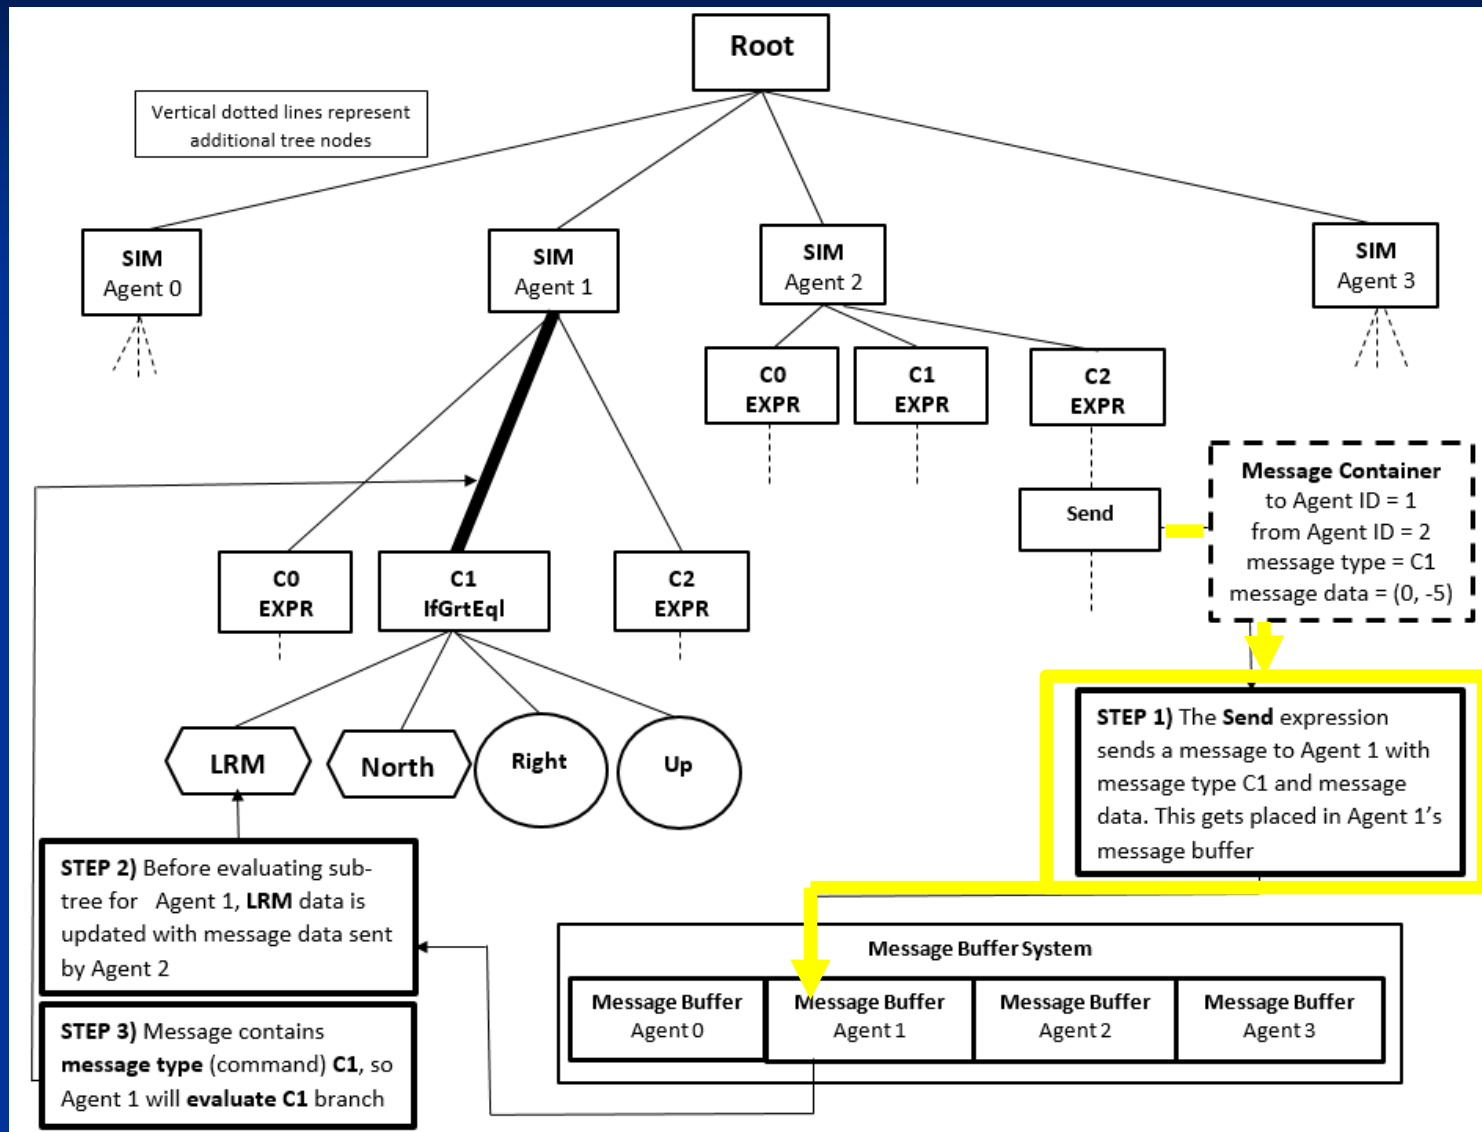 Root
Vertical dotted lines represent
additional tree nodes
SIM
Agent 0
SIM
Agent 1
SIM
Agent 2
SIM
Agent 3
C0
EXPR
C1
EXPR
C2
EXPR
Send
Message Container
to Agent ID = 1
from Agent ID = 2
message type = C1
message data = (0, -5)
C0
EXPR
C1
IfGrtEql
C2
EXPR
LRM
North
Right
Up
STEP 1) The Send expression
sends a message to Agent 1 with
message type C1 and message
data. This gets placed in Agent 1's
message buffer
STEP 2) Before evaluating sub-
tree for Agent 1, LRM data is
updated with message data sent
by Agent 2
STEP 3) Message contains
message type (command) C1, so
Agent 1 will evaluate C1 branch
Message Buffer System
Message Buffer
Agent 0
Message Buffer
Agent 1
Message Buffer
Agent 2
Message Buffer
Agent 3